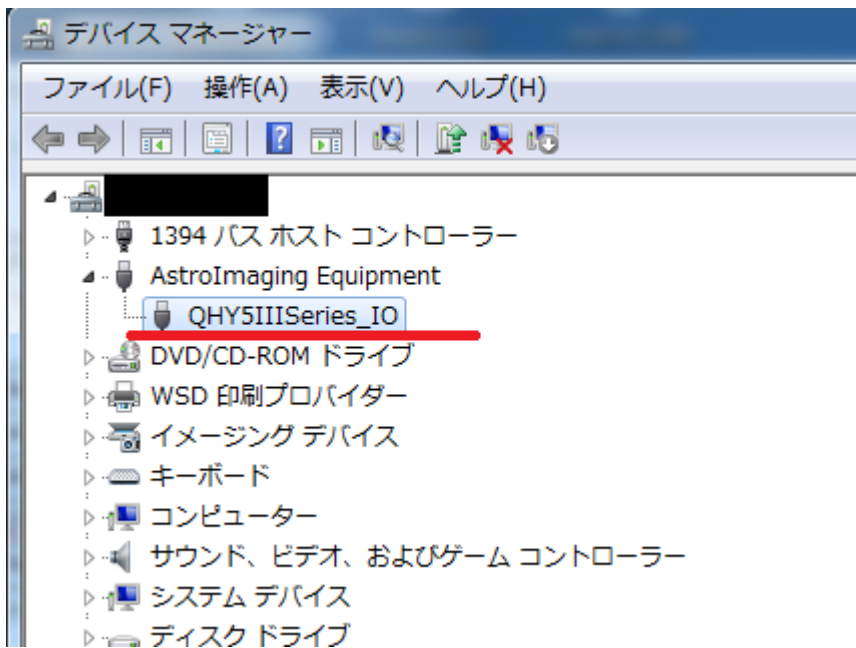 デバイス マネージャー
ファイル(F) 操作(A) 表示(V) ヘルプ(H)
1394 バス ホスト コントローラー
AstroImaging Equipment
QHY5IIISeries_IO
DVD/CD-ROM ドライブ
WSD 印刷プロバイダー
イメージング デバイス
キーボード
コンピューター
サウンド、ビデオ、およびゲーム コントローラー
システム デバイス
ディスク ドライブ